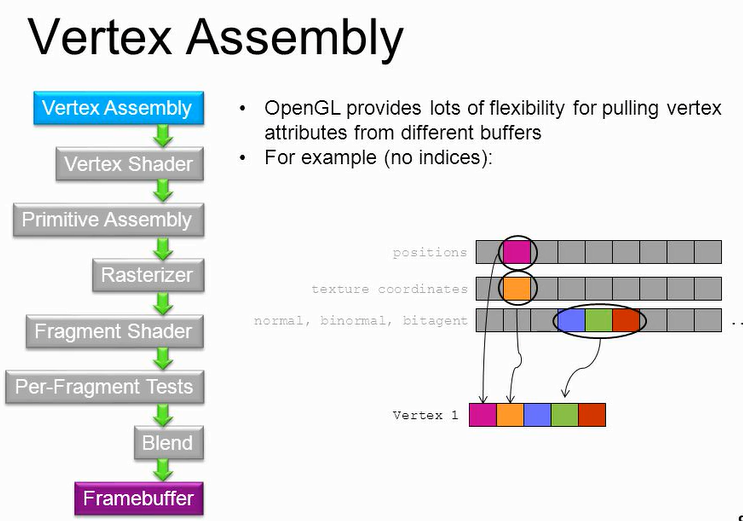 Vertex Assembly
Vertex Assembly
Vertex Shader
Primitive Assembly
Rasterizer
Fragment Shader
Per-Fragment Tests
Blend
Framebuffer
• OpenGL provides lots of flexibility for pulling vertex
attributes from different buffers
• For example (no indices):
positions
texture coordinates
normal, binormal, bitagent
..
Vertex 1